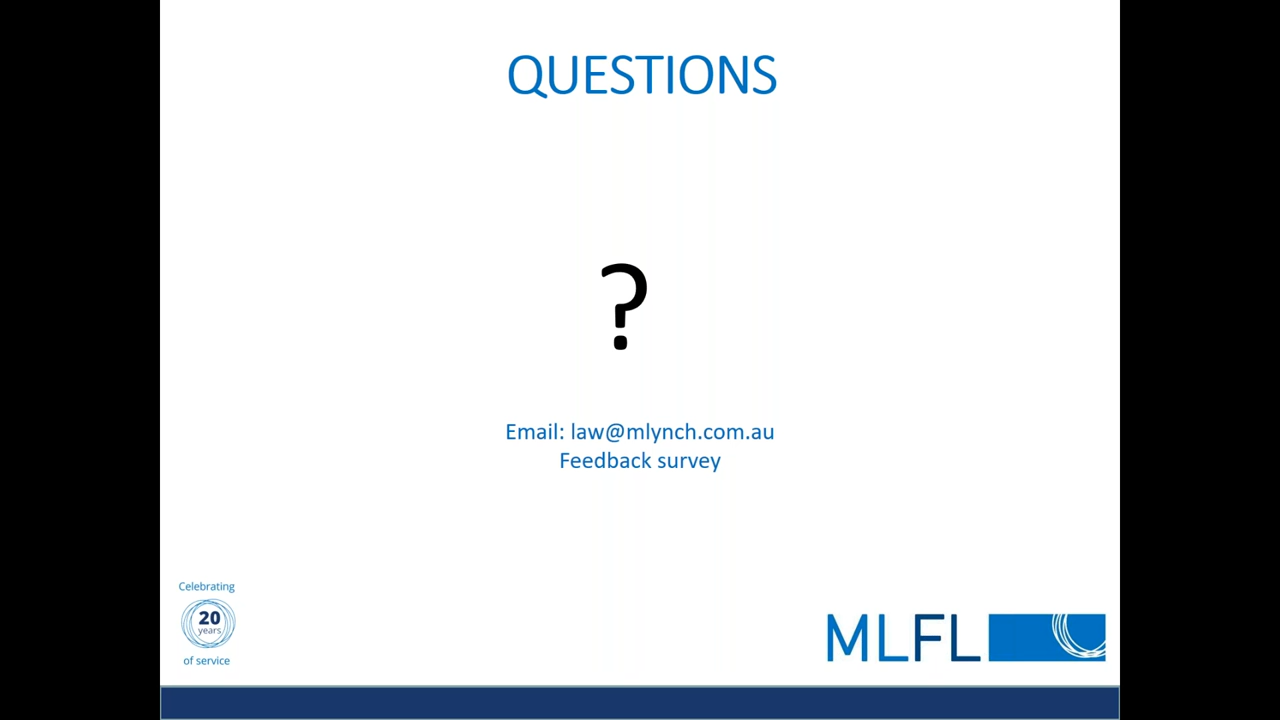 QUESTIONS
?
Email: law@mlynch.com.au
Feedback survey
Celebrating
20
years
of service
MLFL